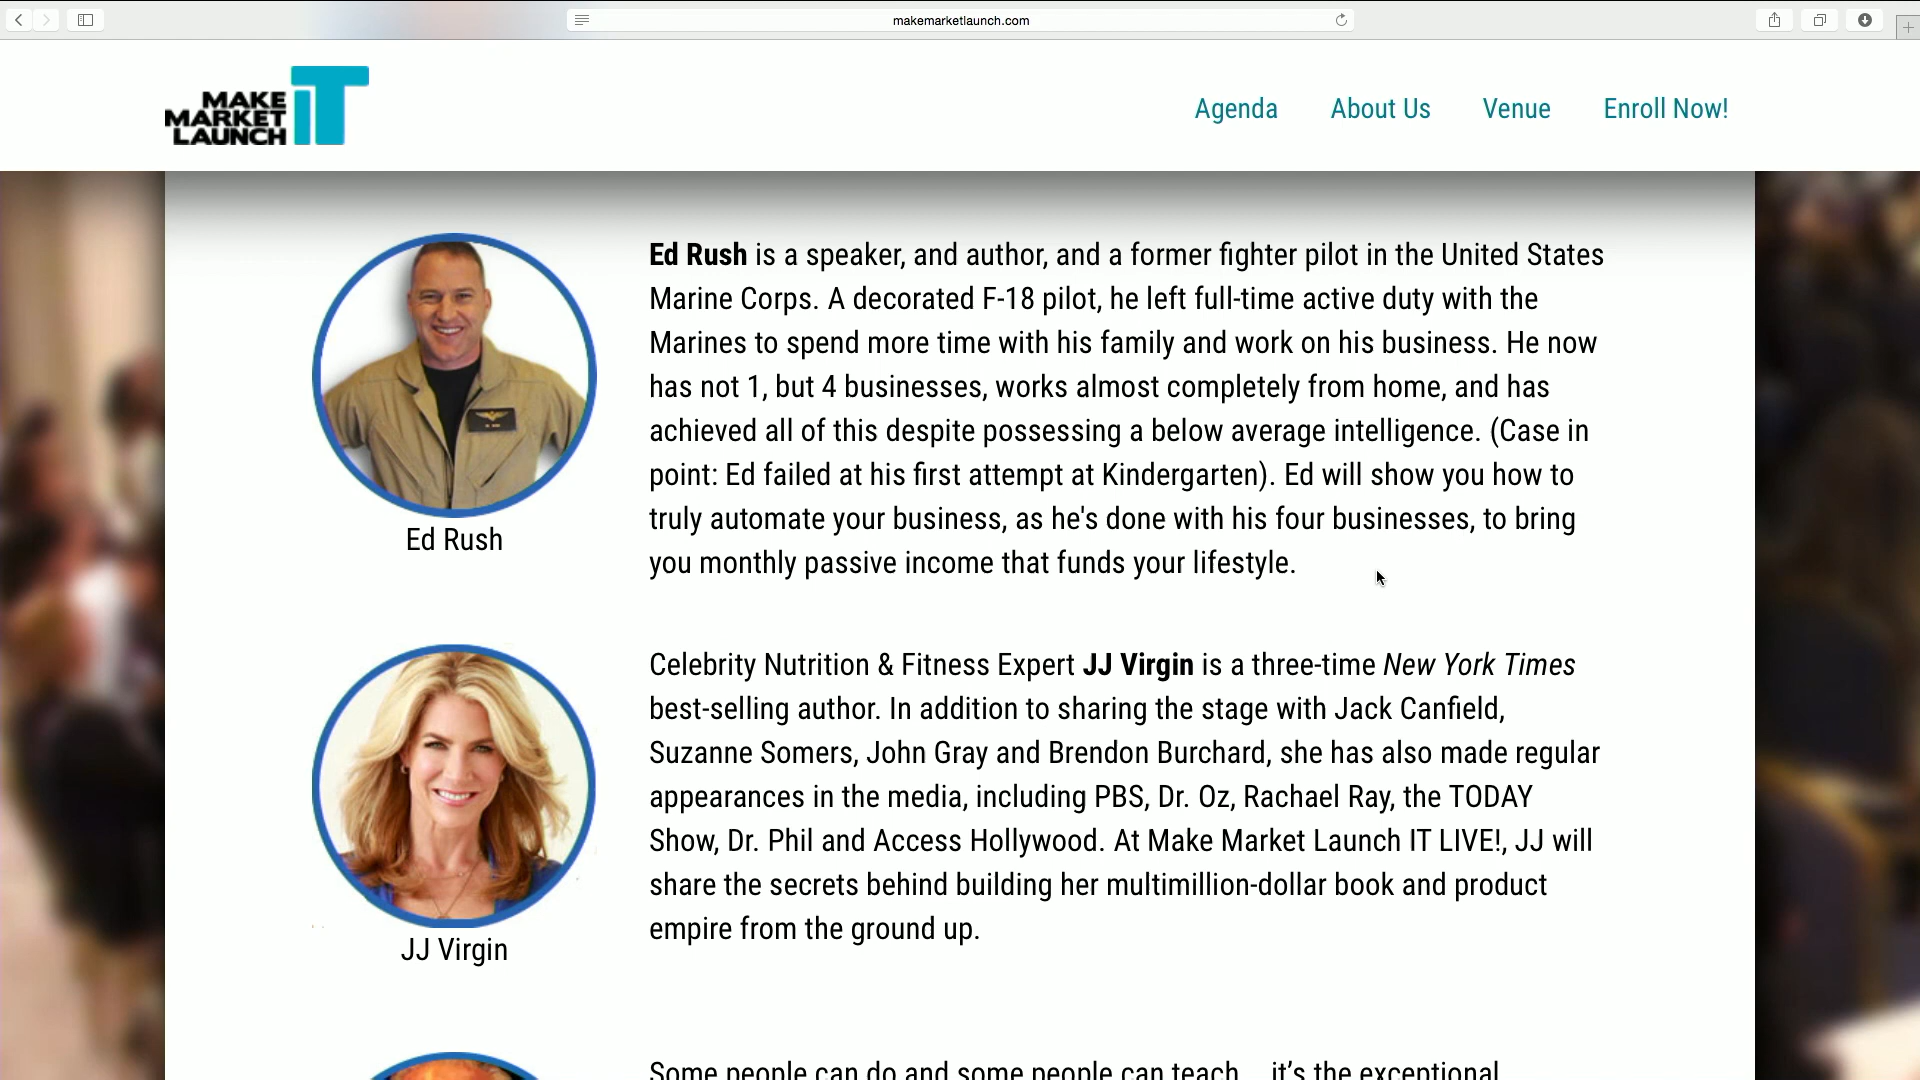 makemarketlaunch.com
MAKE
MARKET
LAUNCH
IT
Agenda About Us Venue Enroll Now!
Ed Rush is a speaker, and author, and a former fighter pilot in the United States
Marine Corps. A decorated F-18 pilot, he left full-time active duty with the
Marines to spend more time with his family and work on his business. He now
has not 1, but 4 businesses, works almost completely from home, and has
achieved all of this despite possessing a below average intelligence. (Case in
point: Ed failed at his first attempt at Kindergarten). Ed will show you how to
truly automate your business, as he's done with his four businesses, to bring
you monthly passive income that funds your lifestyle.
Ed Rush
Celebrity Nutrition & Fitness Expert JJ Virgin is a three-time New York Times
best-selling author. In addition to sharing the stage with Jack Canfield,
Suzanne Somers, John Gray and Brendon Burchard, she has also made regular
appearances in the media, including PBS, Dr. Oz, Rachael Ray, the TODAY
Show, Dr. Phil and Access Hollywood. At Make Market Launch IT LIVE!, JJ will
share the secrets behind building her multimillion-dollar book and product
empire from the ground up.
JJ Virgin
Some people can do and some people can teach... it's the exceptional